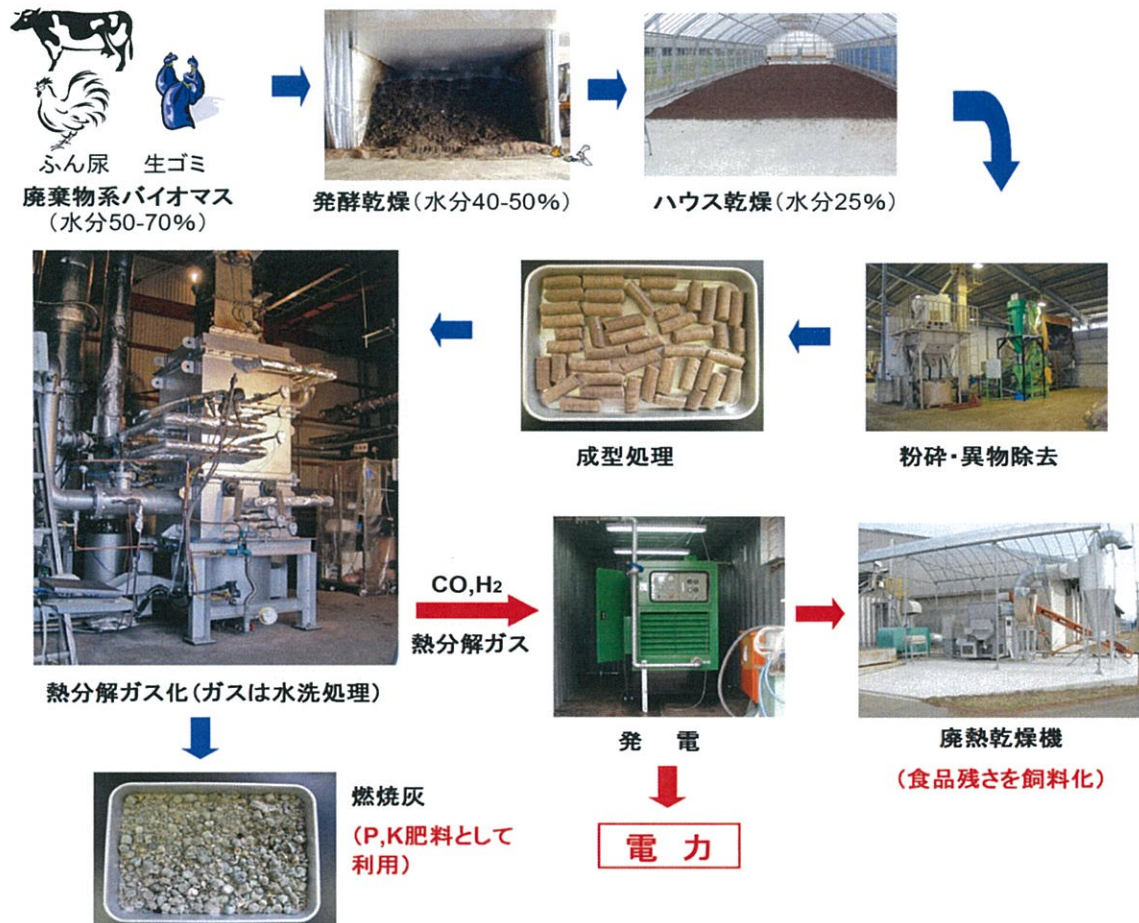 ふん尿 生ゴミ
廃棄物系バイオマス
(水分50-70%)
発酵乾燥(水分40-50%)
ハウス乾燥(水分25%)
粉砕・異物除去
成型処理
熱分解ガス化(ガスは水洗処理)
CO,H2
熱分解ガス
発 電
廃熱乾燥機
(食品残さを飼料化)
燃焼灰
(P,K肥料として
利用)
電 力